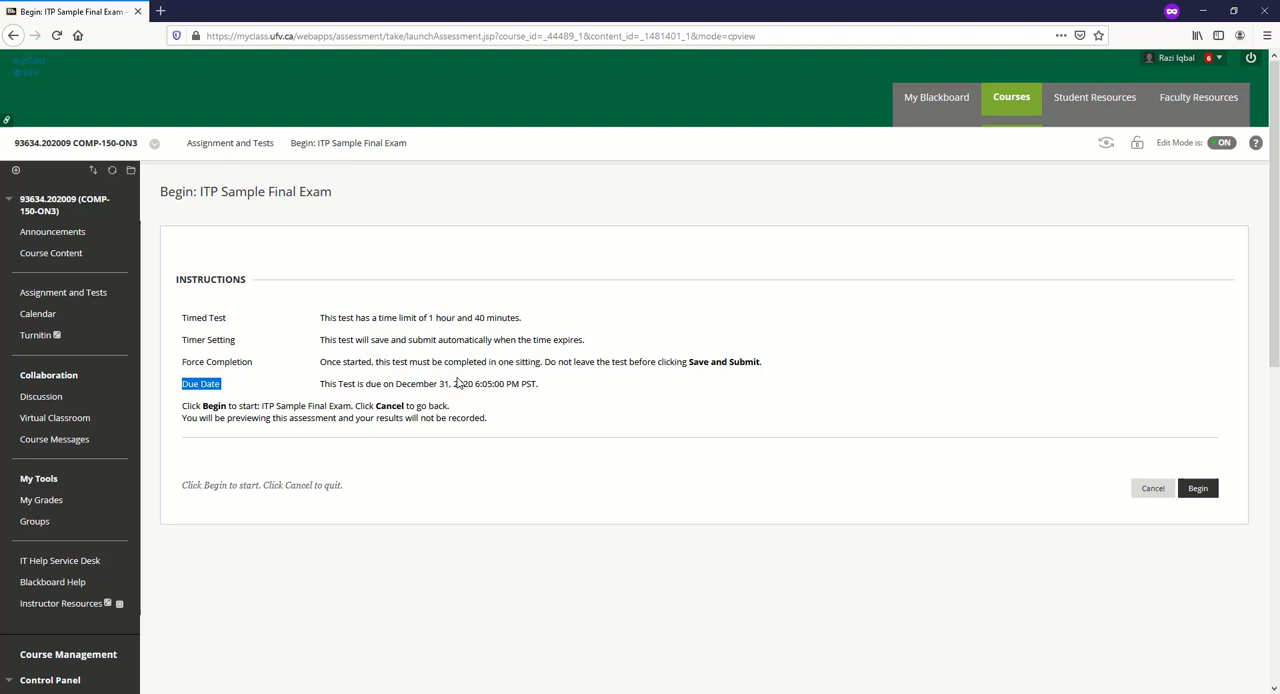 Begin: ITP Sample Final Exam -
https://myclass.ufv.ca/webapps/assessment/take/launchAssessment.jsp?course_id=_44489_1&content_id=_1481401_1&mode=cpview
Razi Iqbal 6
My Blackboard Courses Student Resources Faculty Resources
93634.202009 COMP-150-ON3 Assignment and Tests Begin: ITP Sample Final Exam Edit Mode is: ON ?
93634.202009 (COMP-
150-ON3)
Announcements
Course Content
Assignment and Tests
Calendar
Turnitin
Collaboration
Discussion
Virtual Classroom
Course Messages
My Tools
My Grades
Groups
IT Help Service Desk
Blackboard Help
Instructor Resources
Course Management
Control Panel
Begin: ITP Sample Final Exam
INSTRUCTIONS
Timed Test This test has a time limit of 1 hour and 40 minutes.
Timer Setting This test will save and submit automatically when the time expires.
Force Completion Once started, this test must be completed in one sitting. Do not leave the test before clicking Save and Submit.
Due Date This Test is due on December 31, 2020 6:05:00 PM PST.
Click Begin to start: ITP Sample Final Exam. Click Cancel to go back.
You will be previewing this assessment and your results will not be recorded.
Click Begin to start. Click Cancel to quit.
Cancel Begin